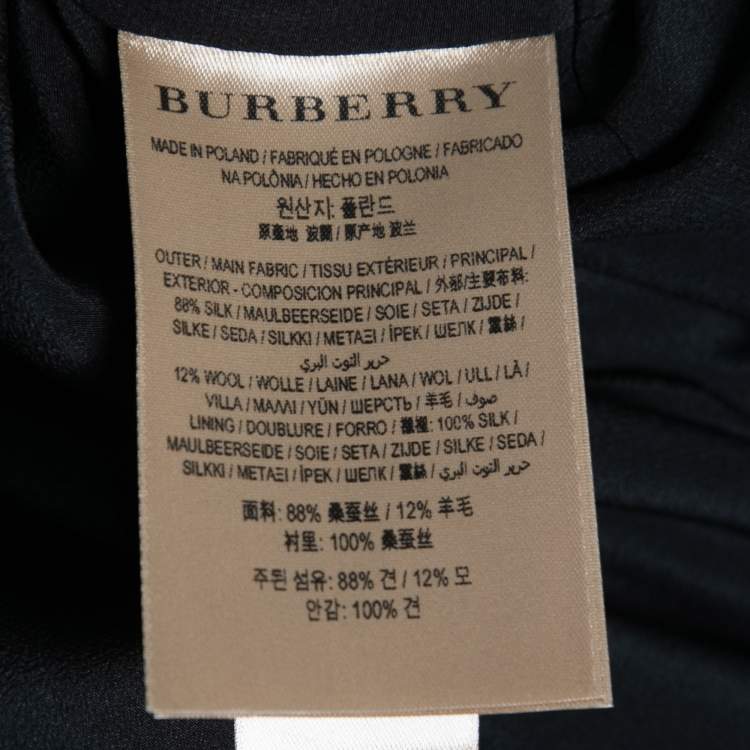 BURBERRY
MADE IN POLAND / FABRIQUÉ EN POLOGNE / FABRICADO
NA POLÔNIA / HECHO EN POLONIA
원산지: 폴란드
原產地 波蘭 / 原产地 波兰
OUTER / MAIN FABRIC / TISSU EXTÉRIEUR / PRINCIPAL /
EXTERIOR - COMPOSICION PRINCIPAL / 外部/主要布料:
88% SILK / MAULBEERSEIDE / SOIE / SETA / ZIJDE /
SILKE / SEDA / SILKKI / ΜΕΤΑΞΙ / İPEK / ШЕЛК / 蠶絲 /
حرير التوت البري /
12% WOOL / WOLLE / LAINE / LANA / WOL / ULL / LÃ /
VILLA / ΜΑΛΛΙ / YÜN / ШЕРСТЬ / 羊毛 / صوف /
LINING / DOUBLURE / FORRO / 襯裡: 100% SILK /
MAULBEERSEIDE / SOIE / SETA / ZIJDE / SILKE / SEDA /
SILKKI / ΜΕΤΑΞΙ / İPEK / ШЕЛК / 蠶絲 / حرير التوت البري /
面料: 88% 桑蚕丝 / 12% 羊毛
衬里: 100% 桑蚕丝
주된 섬유: 88% 견 / 12% 모
안감: 100% 견